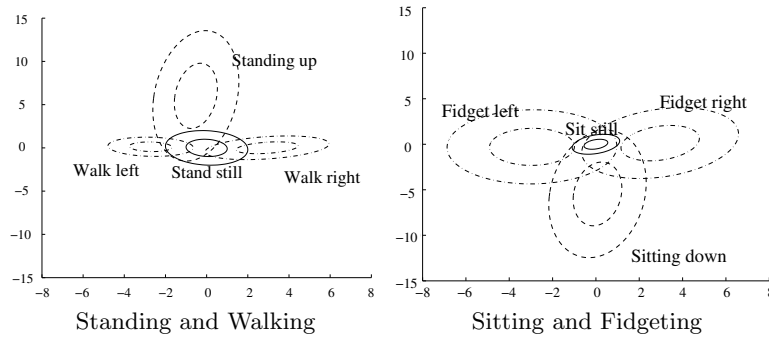 15
10
5
0
−5
−10
−15
−8 −6 −4 −2 0 2 4 6 8
Standing up
Walk left
Stand still
Walk right
Standing and Walking
15
10
5
0
−5
−10
−15
−8 −6 −4 −2 0 2 4 6 8
Fidget left
Sit still
Fidget right
Sitting down
Sitting and Fidgeting